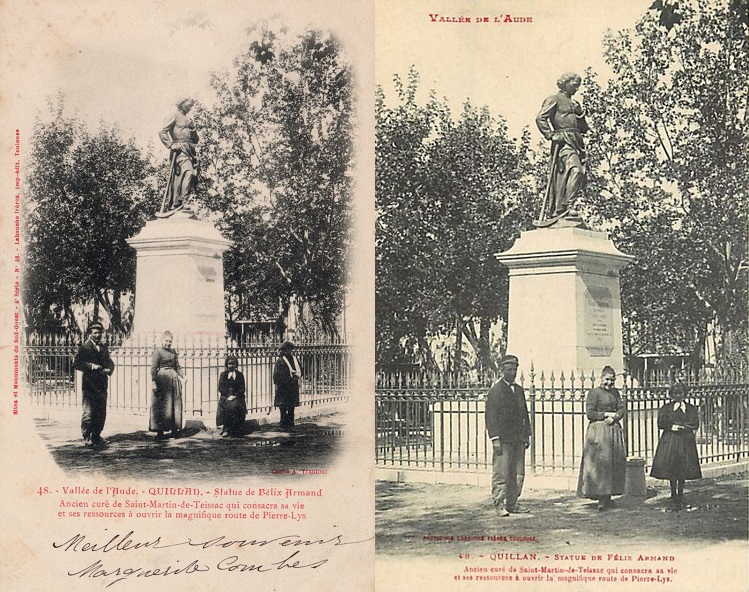 Sites et Monuments du Sud-Ouest. - 4e Série - N° 48. - Labouche frères, imp.-édit. Toulouse
Cliché A. Trantoul
48. - Vallée de l'Aude. - QUILLAN. - Statue de Félix Armand
Ancien curé de Saint-Martin-de-Teissac qui consacra sa vie
et ses ressources à ouvrir la magnifique route de Pierre-Lys
Meilleur souvenir
Marguerite Combes
VALLÉE DE L'AUDE
PHOTOTYPIE LABOUCHE FRÈRES, TOULOUSE.
48. - QUILLAN. - STATUE DE FÉLIX ARMAND
Ancien curé de Saint-Martin-de-Teissac qui consacra sa vie
et ses ressources à ouvrir la magnifique route de Pierre-Lys.